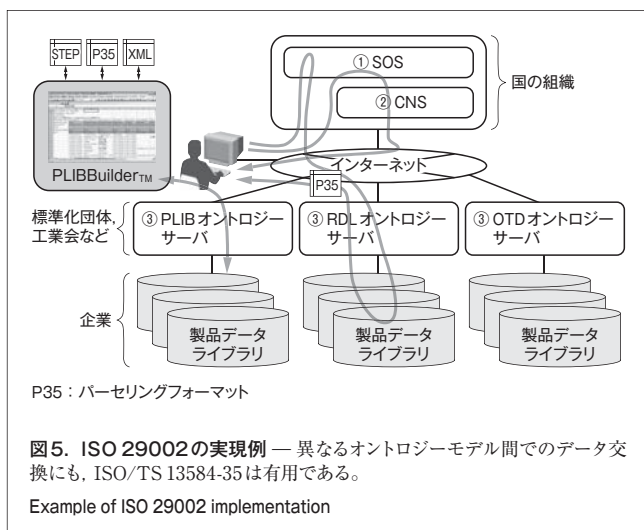 STEP P35 XML
① SOS
② CNS
国の組織
PLIBBuilder™
インターネット
P35
標準化団体,
工業会など
③ PLIB オントロジー
サーバ
③ RDL オントロジー
サーバ
③ OTD オントロジー
サーバ
企業
製品データ
ライブラリ
製品データ
ライブラリ
製品データ
ライブラリ
P35:パーセリングフォーマット
図5. ISO 29002の実現例 — 異なるオントロジーモデル間でのデータ交
換にも, ISO/TS 13584-35は有用である。
Example of ISO 29002 implementation